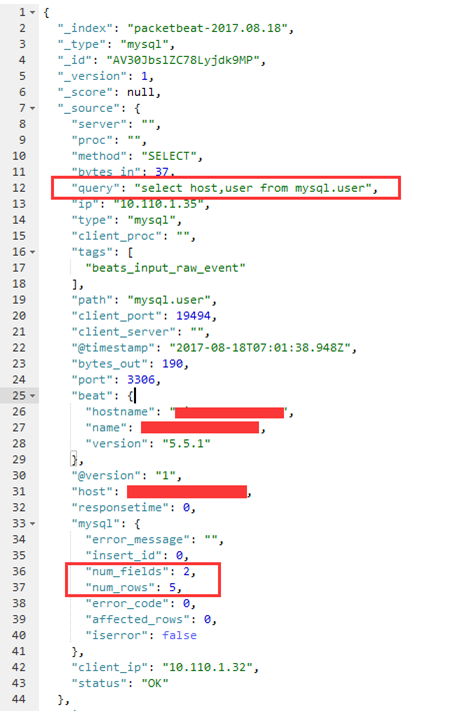 1 {
2 "_index": "packetbeat-2017.08.18",
3 "_type": "mysql",
4 "_id": "AV30JbslZC78Lyjdk9MP",
5 "_version": 1,
6 "_score": null,
7 "_source": {
8 "server": "",
9 "proc": "",
10 "method": "SELECT",
11 "bytes_in": 37,
12 "query": "select host,user from mysql.user",
13 "ip": "10.110.1.35",
14 "type": "mysql",
15 "client_proc": "",
16 "tags": [
17 "beats_input_raw_event"
18 ],
19 "path": "mysql.user",
20 "client_port": 19494,
21 "client_server": "",
22 "@timestamp": "2017-08-18T07:01:38.948Z",
23 "bytes_out": 190,
24 "port": 3306,
25 "beat": {
26 "hostname": " ",
27 "name": ,
28 "version": "5.5.1"
29 },
30 "@version": "1",
31 "host": ,
32 "responsetime": 0,
33 "mysql": {
34 "error_message": "",
35 "insert_id": 0,
36 "num_fields": 2,
37 "num_rows": 5,
38 "error_code": 0,
39 "affected_rows": 0,
40 "iserror": false
41 },
42 "client_ip": "10.110.1.32",
43 "status": "OK"
44 },